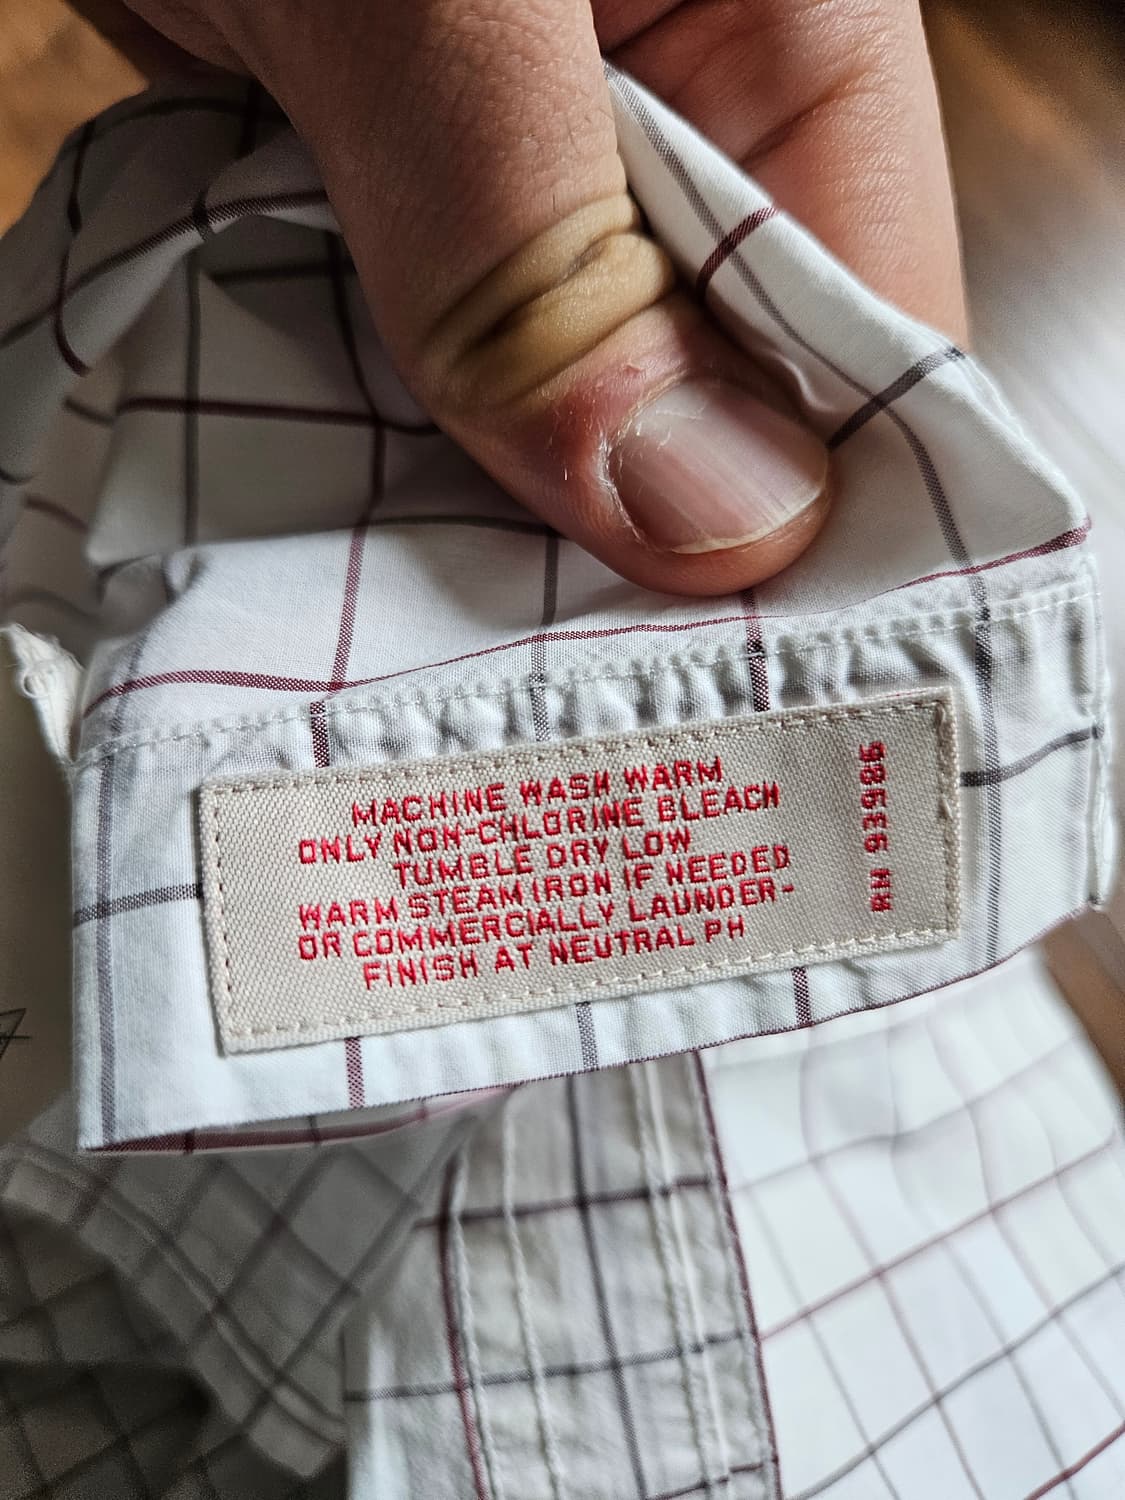 MACHINE WASH WARM
ONLY NON-CHLORINE BLEACH
TUMBLE DRY LOW
WARM STEAM IRON IF NEEDED
OR COMMERCIALLY LAUNDER-
FINISH AT NEUTRAL PH
RN 93986